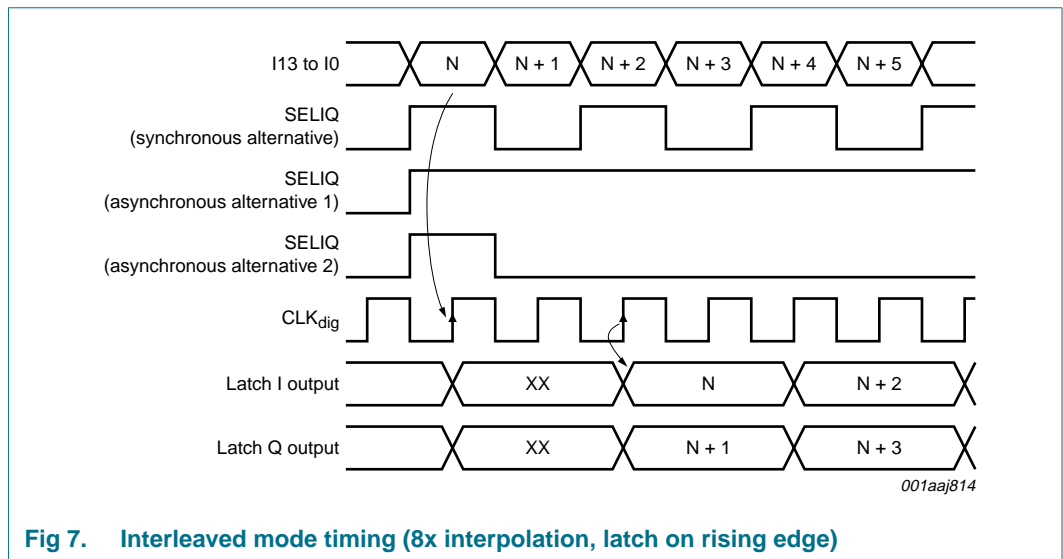 I13 to I0 N N + 1 N + 2 N + 3 N + 4 N + 5
SELIQ
(synchronous alternative)
SELIQ
(asynchronous alternative 1)
SELIQ
(asynchronous alternative 2)
CLKdig
Latch I output XX N N + 2
Latch Q output XX N + 1 N + 3
001aaj814
Fig 7. Interleaved mode timing (8x interpolation, latch on rising edge)